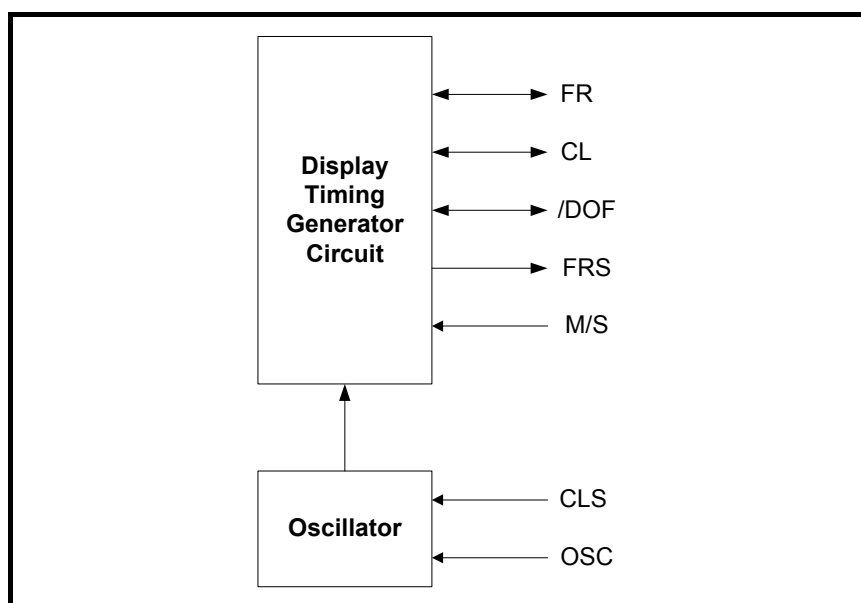 Display
Timing
Generator
Circuit
FR
CL
/DOF
FRS
M/S
Oscillator
CLS
OSC